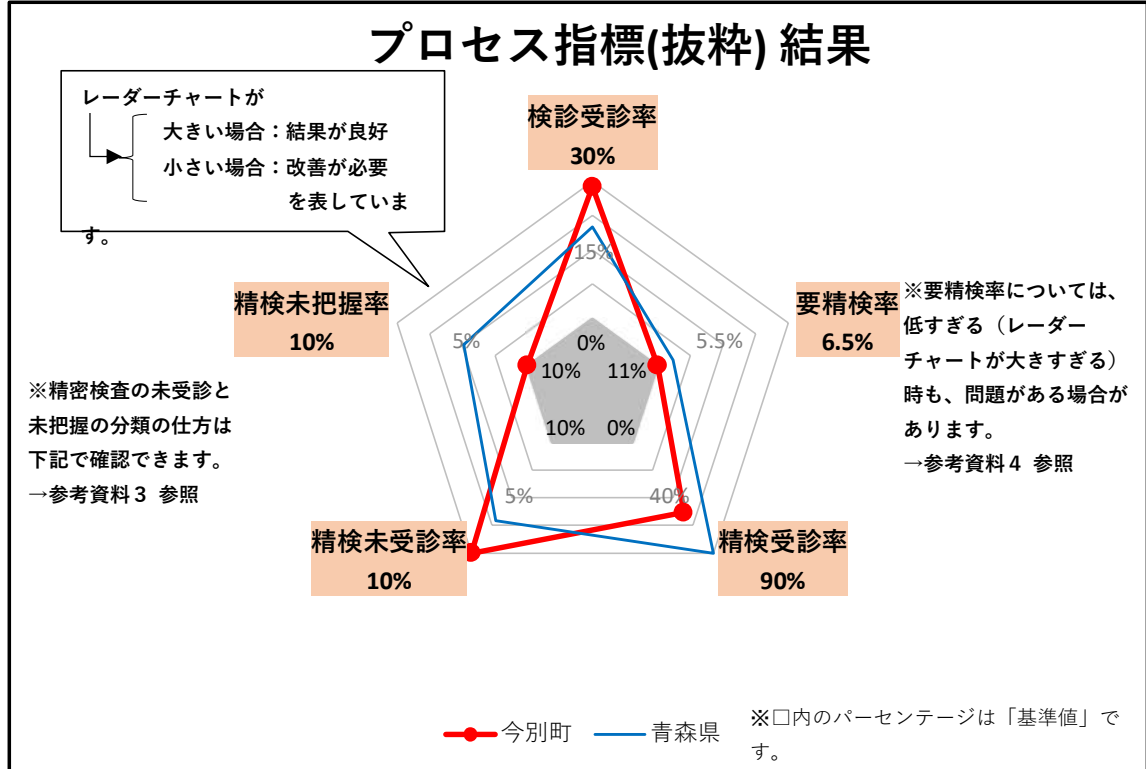 プロセス指標(抜粋) 結果
レーダーチャートが
大きい場合：結果が良好
小さい場合：改善が必要
を表していま
す。
検診受診率
30%
15%
0%
精検未把握率
10%
5%
10%
要精検率
6.5%
5.5%
11%
※要精検率については、
低すぎる（レーダー
チャートが大きすぎる）
時も、問題がある場合が
あります。
→参考資料４ 参照
※精密検査の未受診と
未把握の分類の仕方は
下記で確認できます。
→参考資料３ 参照
10%
0%
5%
40%
精検未受診率
10%
精検受診率
90%
今別町
青森県
※□内のパーセンテージは「基準値」で
す。